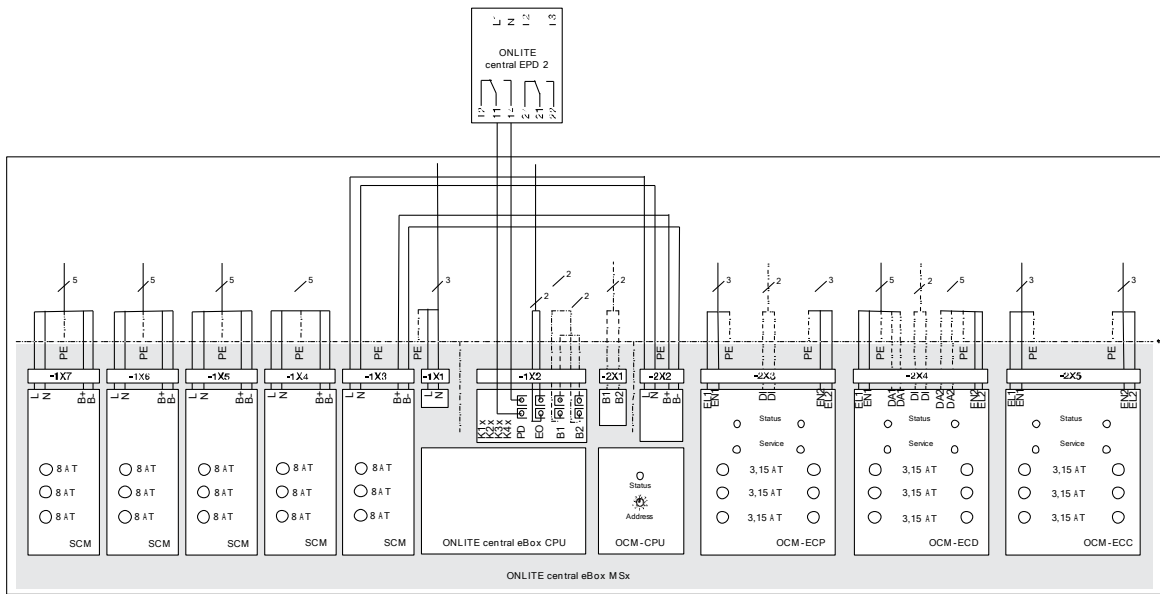 L' N L2 L3
ONLITE
central EPD 2
12 11 14 21 22
5 5 5 5 3 2 2 2 3 2 3 5 2 5 3 3
PE PE PE PE PE PE PE PE PE PE PE PE PE
-1X7 -1X6 -1X5 -1X4 -1X3 -1X1 -1X2 -2X1 -2X2 -2X3 -2X4 -2X5
L N B+ B- L N B+ B- L N B+ B- L N B+ B- L N B+ B- L N K1x K2x K3x K4x PD EO B1 B2 B1 B2 L N B+ B- EL1 EN1 DI DI EN2 EL2 EL1 EN1 DA1 DA1 DI DI DA2 DA2 EN2 EL2 EL1 EN1 EN2 EL2
Status Status Status
Service Service Service
8 AT 8 AT 8 AT 8 AT 8 AT 3,15 AT 3,15 AT 3,15 AT
Status
8 AT 8 AT 8 AT 8 AT 8 AT 3,15 AT 3,15 AT 3,15 AT
Address
8 AT 8 AT 8 AT 8 AT 8 AT 3,15 AT 3,15 AT 3,15 AT
SCM SCM SCM SCM SCM ONLITE central eBox CPU OCM-CPU OCM-ECP OCM-ECD OCM-ECC
ONLITE central eBox MSx